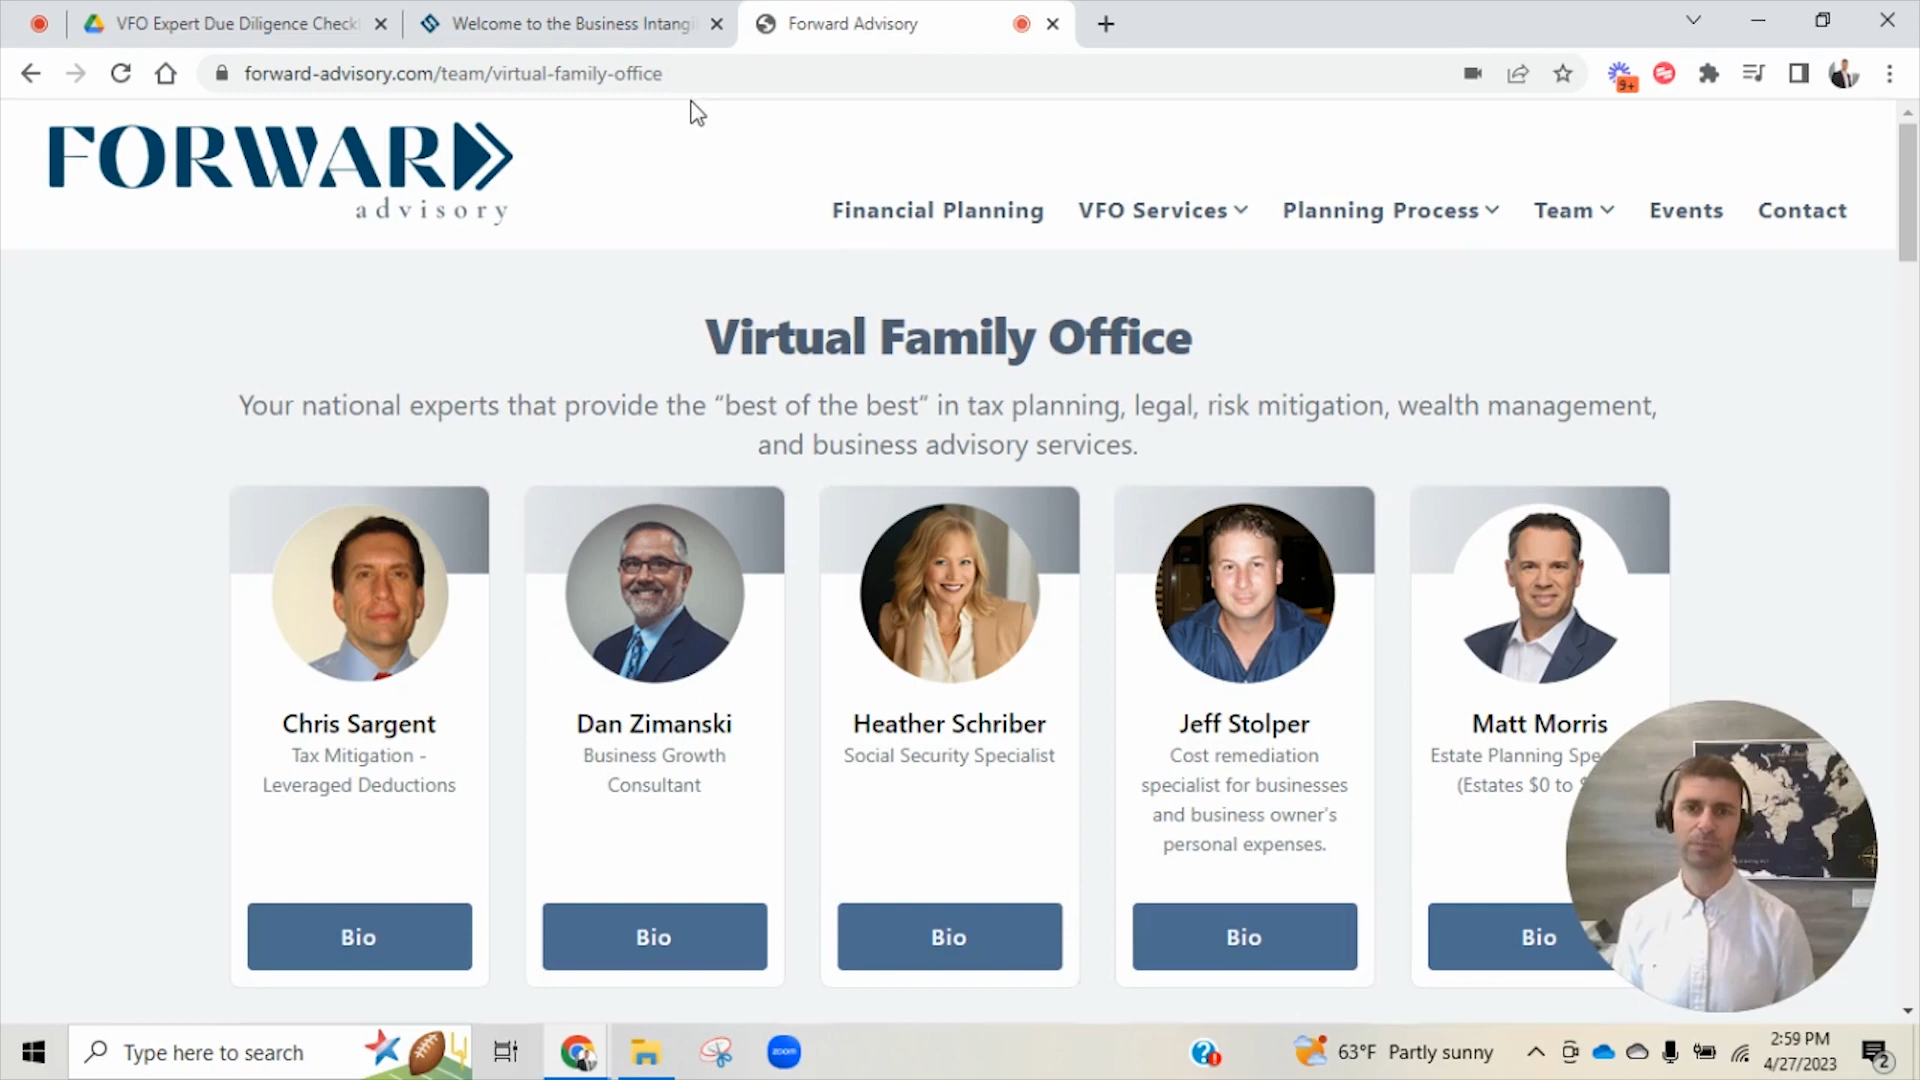 VFO Expert Due Diligence Check
Welcome to the Business Intangi
Forward Advisory
forward-advisory.com/team/virtual-family-office
9+
FORWARD
advisory
Financial Planning
VFO Services
Planning Process
Team
Events
Contact
Virtual Family Office
Your national experts that provide the “best of the best” in tax planning, legal, risk mitigation, wealth management,
and business advisory services.
Chris Sargent
Tax Mitigation -
Leveraged Deductions
Bio
Dan Zimanski
Business Growth
Consultant
Bio
Heather Schriber
Social Security Specialist
Bio
Jeff Stolper
Cost remediation
specialist for businesses
and business owner’s
personal expenses.
Bio
Matt Morris
Estate Planning Spe
(Estates $0 to
Bio
Type here to search
zoom
63°F Partly sunny
2:59 PM
4/27/2023
2